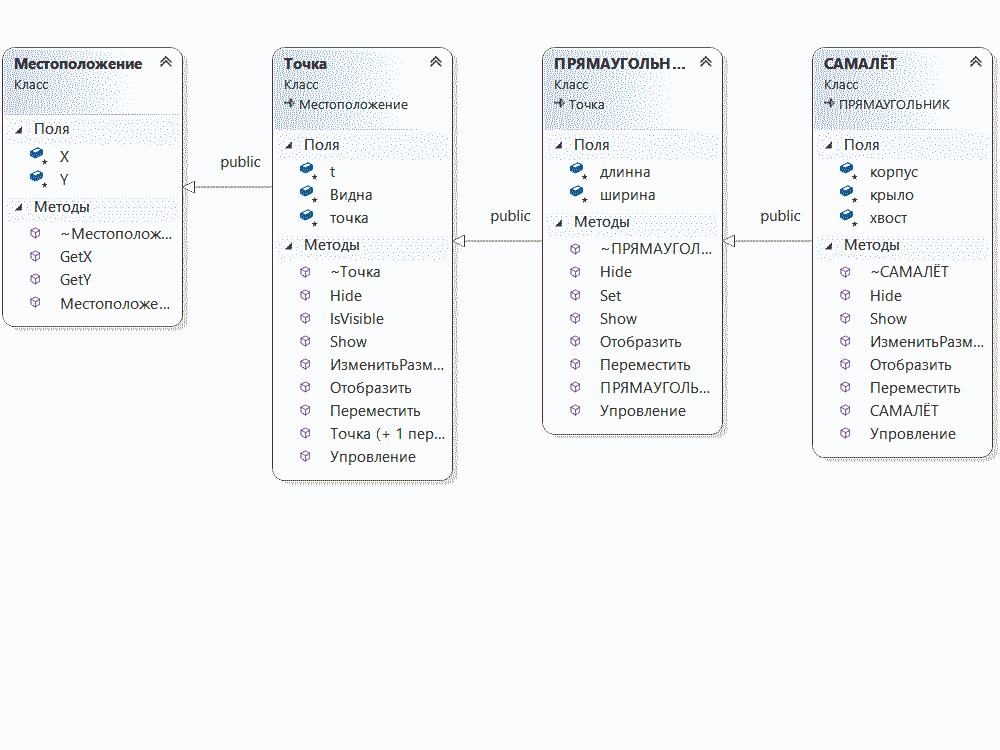 Местоположение
Класс
Поля
X
Y
Методы
~Местополож...
GetX
GetY
Местоположе...
public
Точка
Класс
Местоположение
Поля
t
Видна
точка
Методы
~Точка
Hide
IsVisible
Show
ИзменитьРазм...
Отобразить
Переместить
Точка (+ 1 пер...
Упровление
public
ПРЯМАУГОЛЬН...
Класс
Точка
Поля
длинна
ширина
Методы
~ПРЯМАУГОЛ...
Hide
Set
Show
Отобразить
Переместить
ПРЯМАУГОЛЬ...
Упровление
public
САМАЛЁТ
Класс
ПРЯМАУГОЛЬНИК
Поля
корпус
крыло
хвост
Методы
~САМАЛЁТ
Hide
Show
ИзменитьРазм...
Отобразить
Переместить
САМАЛЁТ
Упровление